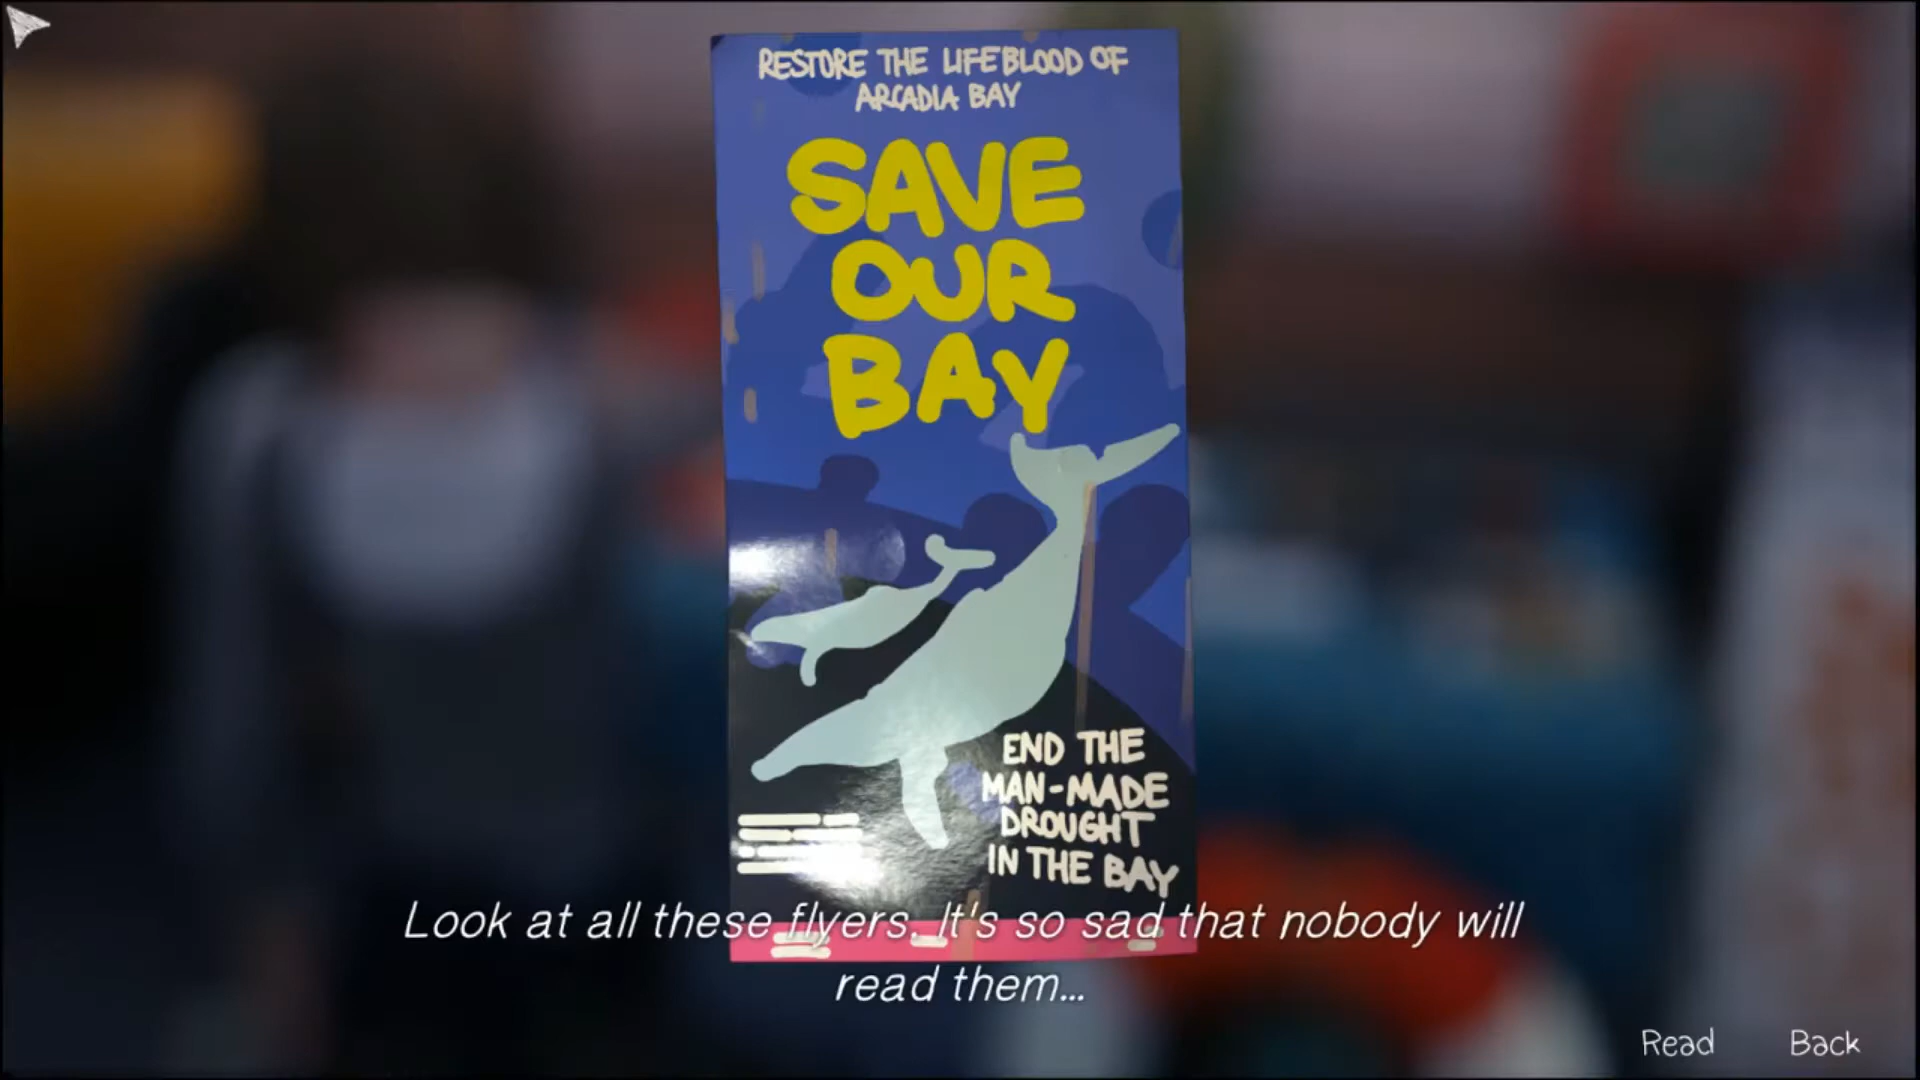 RESTORE THE LIFEBLOOD OF
ARCADIA BAY
SAVE
OUR
BAY
END THE
MAN-MADE
DROUGHT
IN THE BAY
Look at all these flyers. It's so sad that nobody will
read them...
Read Back